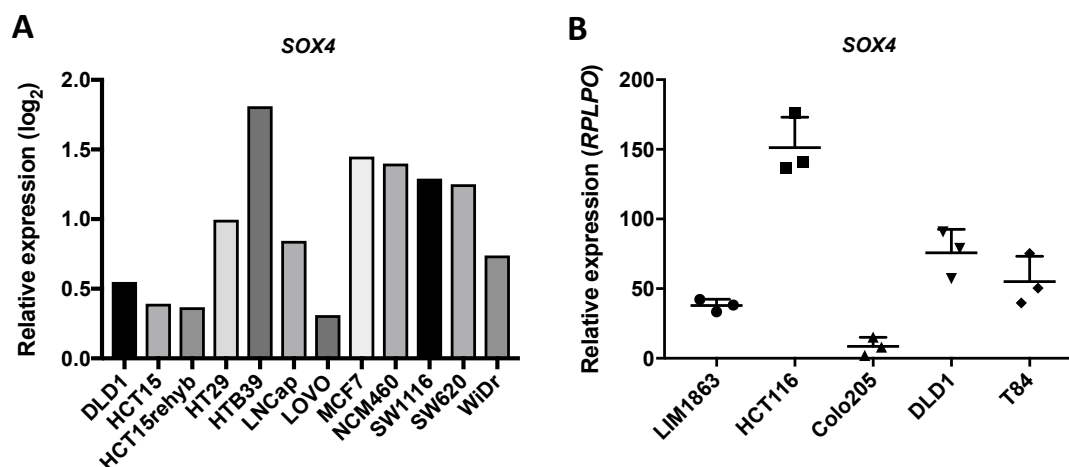 A
SOX4
Relative expression (log2)
2.0
1.5
1.0
0.5
0.0
DLD1
HCT15
HCT15rehyb
HT29
HTB39
LNCap
LOVO
MCF7
NCM460
SW1116
SW620
WiDr
B
SOX4
Relative expression (RPLPO)
200
150
100
50
0
LIM1863
HCT116
Colo205
DLD1
T84